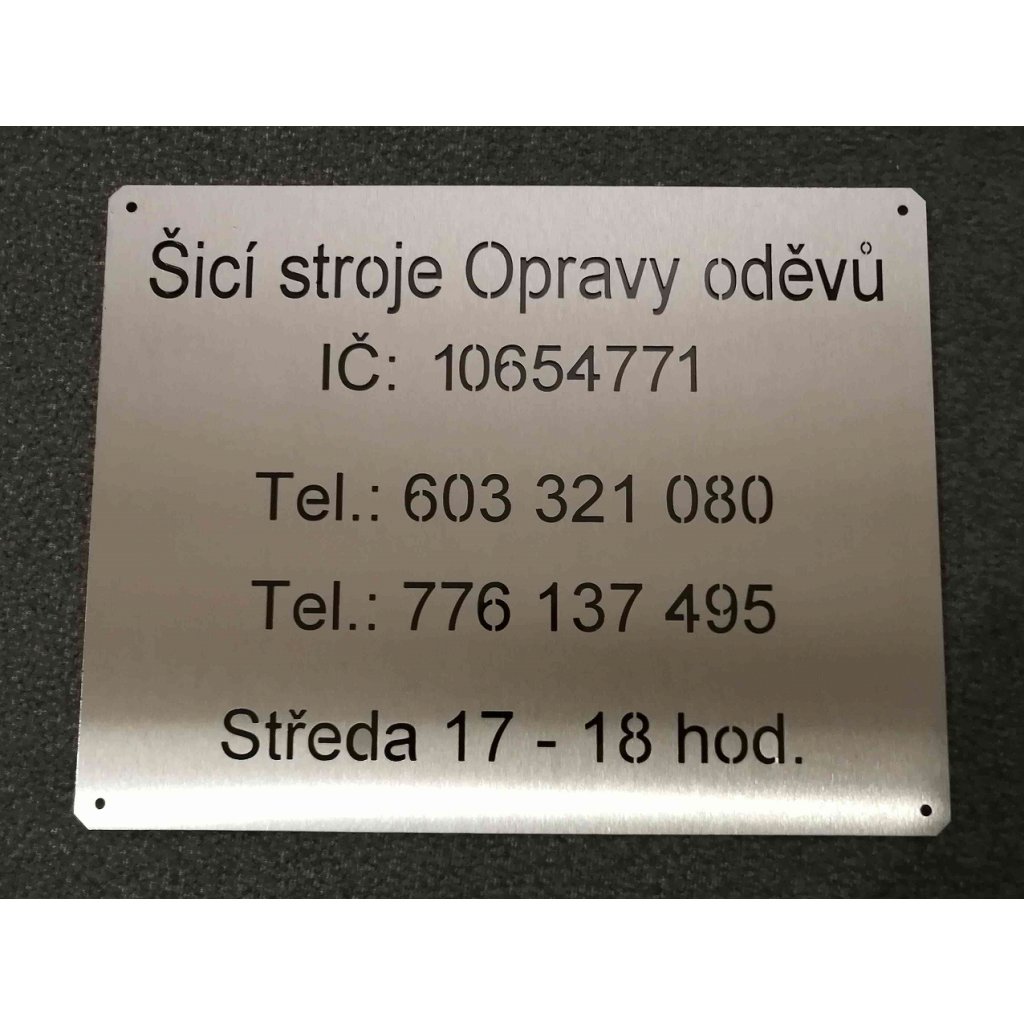 Šicí stroje Opravy oděvů
IČ: 10654771
Tel.: 603 321 080
Tel.: 776 137 495
Středa 17 - 18 hod.